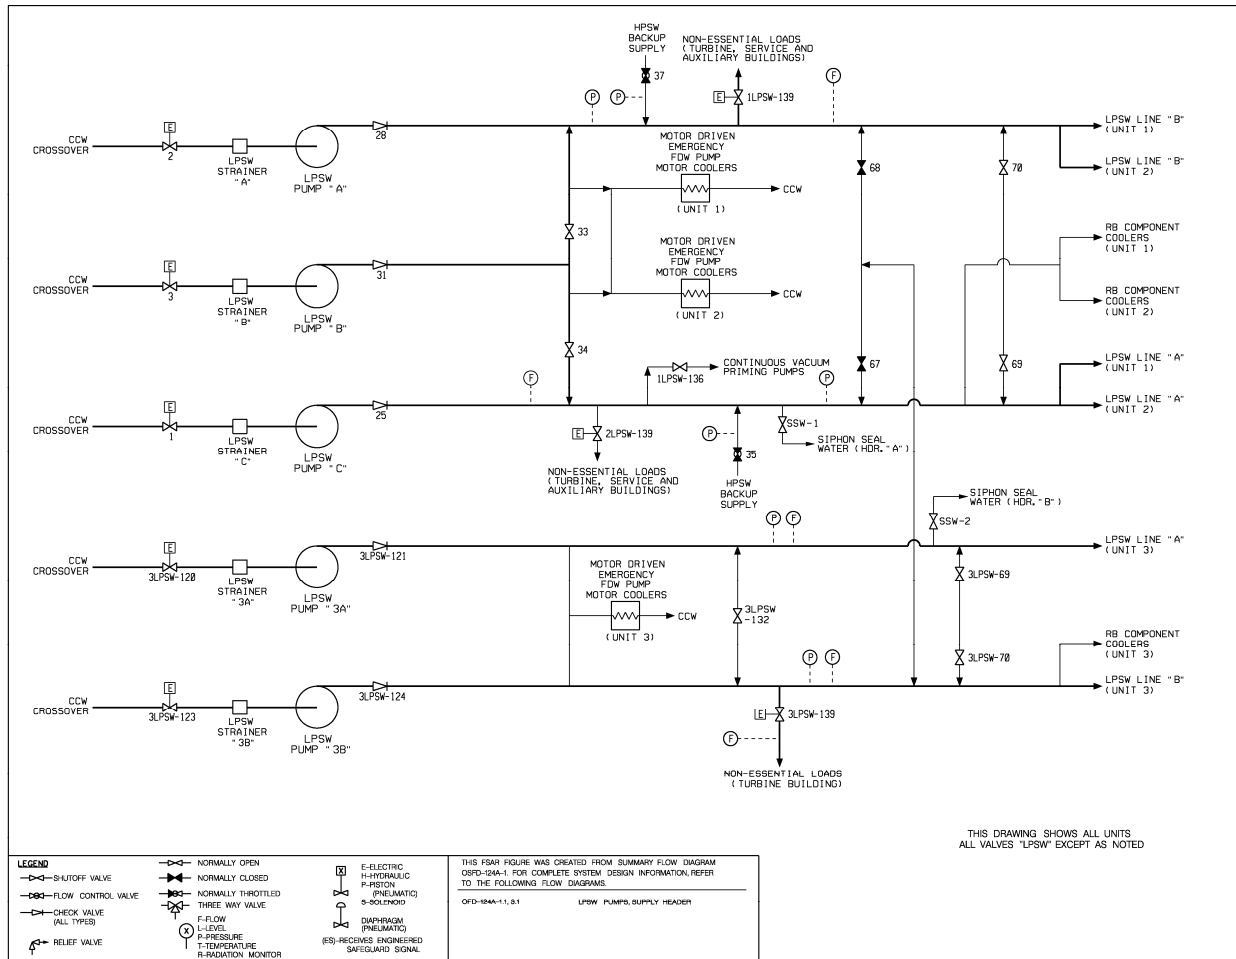 HPSW
BACKUP
SUPPLY
37
NON-ESSENTIAL LOADS
(TURBINE, SERVICE AND
AUXILIARY BUILDINGS)
E
1LPSW-139
P
P
F
CCW
CROSSOVER
E
2
LPSW
STRAINER
"A"
LPSW
PUMP "A"
28
MOTOR DRIVEN
EMERGENCY
FDW PUMP
MOTOR COOLERS
(UNIT 1)
CCW
68
70
LPSW LINE "B"
(UNIT 1)
LPSW LINE "B"
(UNIT 2)
33
RB COMPONENT
COOLERS
(UNIT 1)
CCW
CROSSOVER
E
3
LPSW
STRAINER
"B"
LPSW
PUMP "B"
31
MOTOR DRIVEN
EMERGENCY
FDW PUMP
MOTOR COOLERS
(UNIT 2)
CCW
RB COMPONENT
COOLERS
(UNIT 2)
34
F
1LPSW-136
CONTINUOUS VACUUM
PRIMING PUMPS
P
67
69
LPSW LINE "A"
(UNIT 1)
LPSW LINE "A"
(UNIT 2)
CCW
CROSSOVER
E
1
LPSW
STRAINER
"C"
LPSW
PUMP "C"
25
E
2LPSW-139
NON-ESSENTIAL LOADS
(TURBINE, SERVICE AND
AUXILIARY BUILDINGS)
P
35
HPSW
BACKUP
SUPPLY
SSW-1
SIPHON SEAL
WATER (HDR. "A")
SIPHON SEAL
WATER (HDR. "B")
SSW-2
P
F
CCW
CROSSOVER
E
3LPSW-120
LPSW
STRAINER
"3A"
LPSW
PUMP "3A"
3LPSW-121
MOTOR DRIVEN
EMERGENCY
FDW PUMP
MOTOR COOLERS
(UNIT 3)
CCW
3LPSW
-132
3LPSW-69
LPSW LINE "A"
(UNIT 3)
3LPSW-70
RB COMPONENT
COOLERS
(UNIT 3)
P
F
CCW
CROSSOVER
E
3LPSW-123
LPSW
STRAINER
"3B"
LPSW
PUMP "3B"
3LPSW-124
E
3LPSW-139
F
NON-ESSENTIAL LOADS
(TURBINE BUILDING)
LPSW LINE "B"
(UNIT 3)
THIS DRAWING SHOWS ALL UNITS
ALL VALVES "LPSW" EXCEPT AS NOTED
LEGEND
SHUTOFF VALVE
FLOW CONTROL VALVE
CHECK VALVE
(ALL TYPES)
RELIEF VALVE
NORMALLY OPEN
NORMALLY CLOSED
NORMALLY THROTTLED
THREE WAY VALVE
X
F-FLOW
L-LEVEL
P-PRESSURE
T-TEMPERATURE
R-RADIATION MONITOR
X
E-ELECTRIC
H-HYDRAULIC
P-PISTON
(PNEUMATIC)
S-SOLENOID
DIAPHRAGM
(PNEUMATIC)
(ES)-RECEIVES ENGINEERED
SAFEGUARD SIGNAL
THIS FSAR FIGURE WAS CREATED FROM SUMMARY FLOW DIAGRAM
OSFD-124A-1. FOR COMPLETE SYSTEM DESIGN INFORMATION, REFER
TO THE FOLLOWING FLOW DIAGRAMS.
OFD-124A-1.1, 3.1 LPSW PUMPS, SUPPLY HEADER